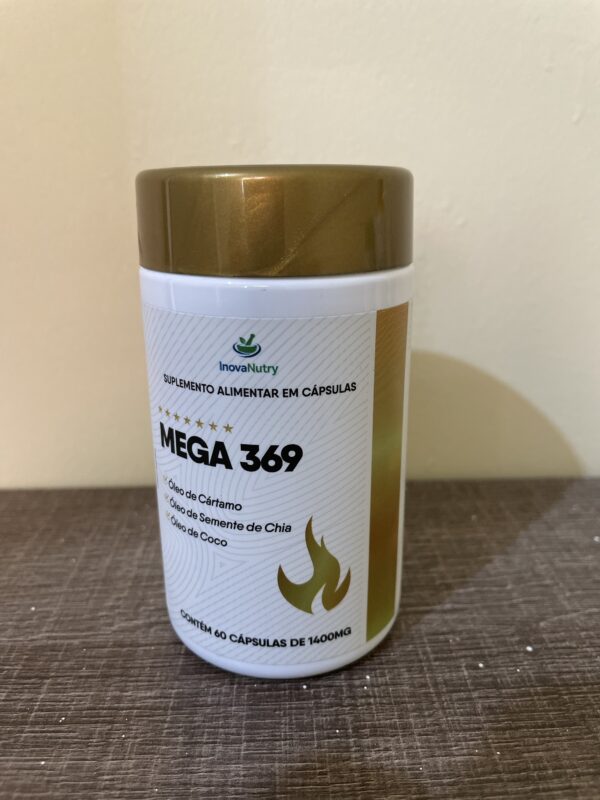 InovaNutry
SUPLEMENTO ALIMENTAR EM CÁPSULAS
MEGA 369
Óleo de Cártamo
Óleo de Semente de Chia
Óleo de Coco
CONTÉM 60 CÁPSULAS DE 1400MG